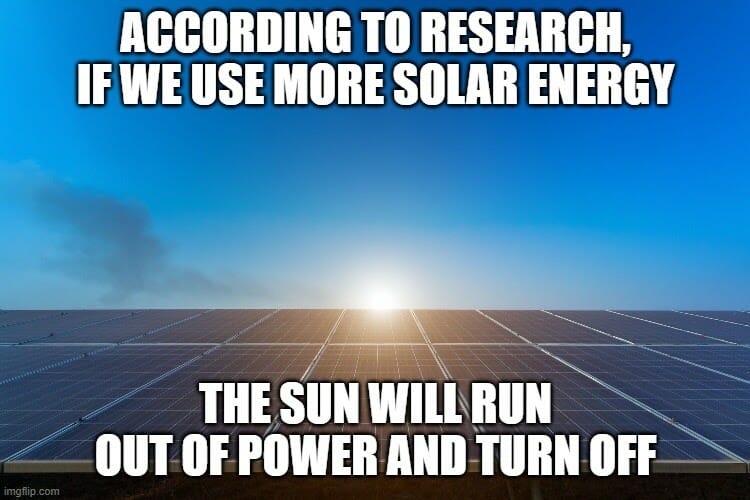 ACCORDING TO RESEARCH,
IF WE USE MORE SOLAR ENERGY
THE SUN WILL RUN
OUT OF POWER AND TURN OFF
imgflip.com